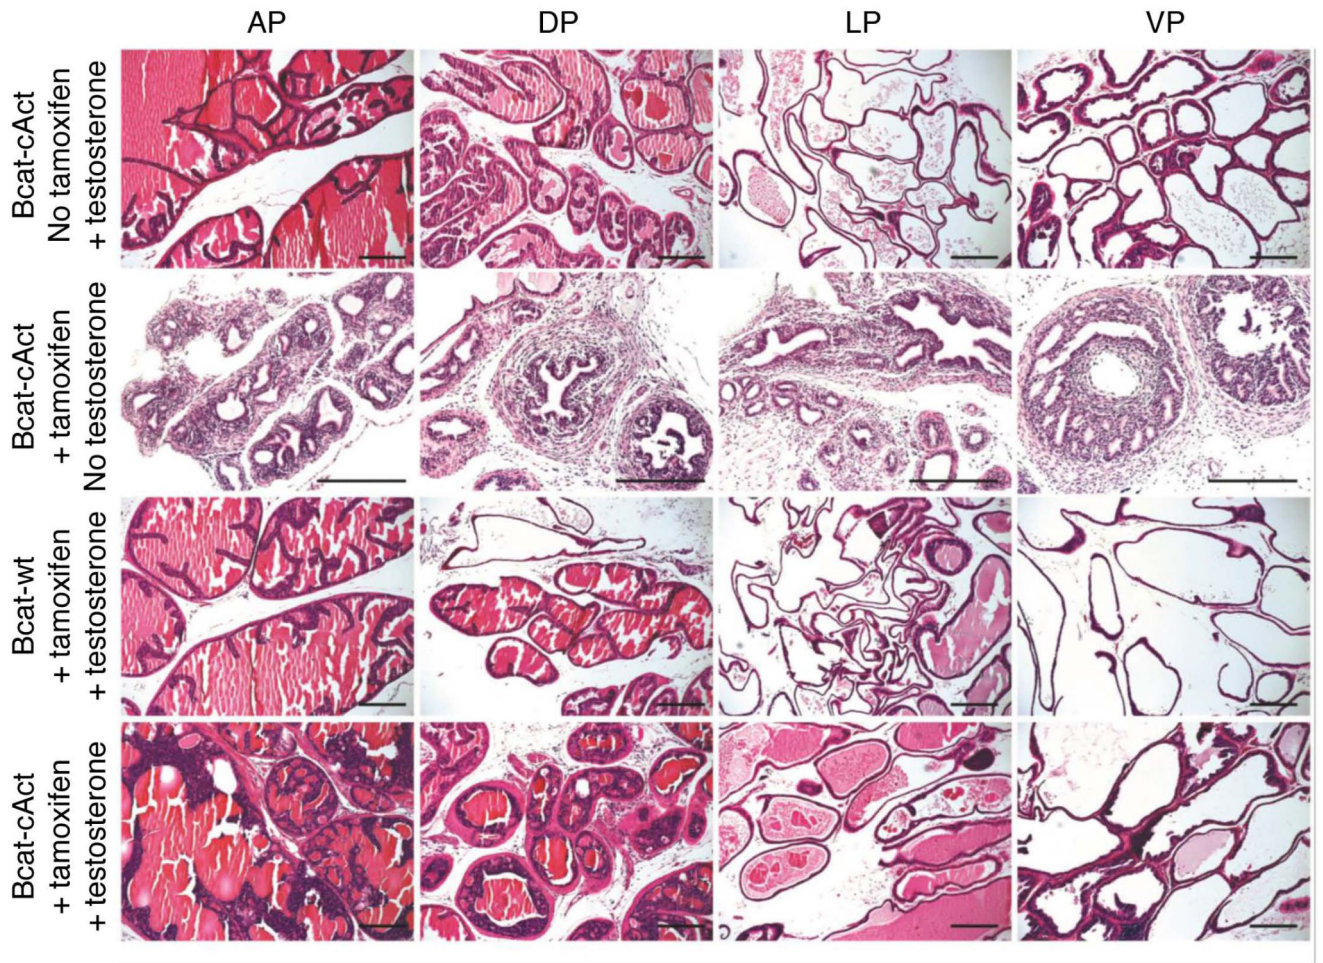 AP DP LP VP
Bcat-cAct
No tamoxifen
+ testosterone
Bcat-cAct
+ tamoxifen
No testosterone
Bcat-wt
+ tamoxifen
+ testosterone
Bcat-cAct
+ tamoxifen
+ testosterone